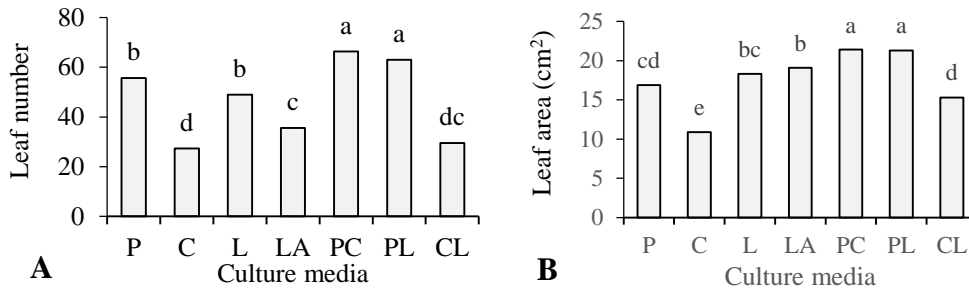 Leaf number
80
60
40
20
0
b
d
b
c
a
a
dc
P C L LA PC PL CL
Culture media
A
Leaf area (cm²)
25
20
15
10
5
0
cd
e
bc
b
a
a
d
P C L LA PC PL CL
Culture media
B